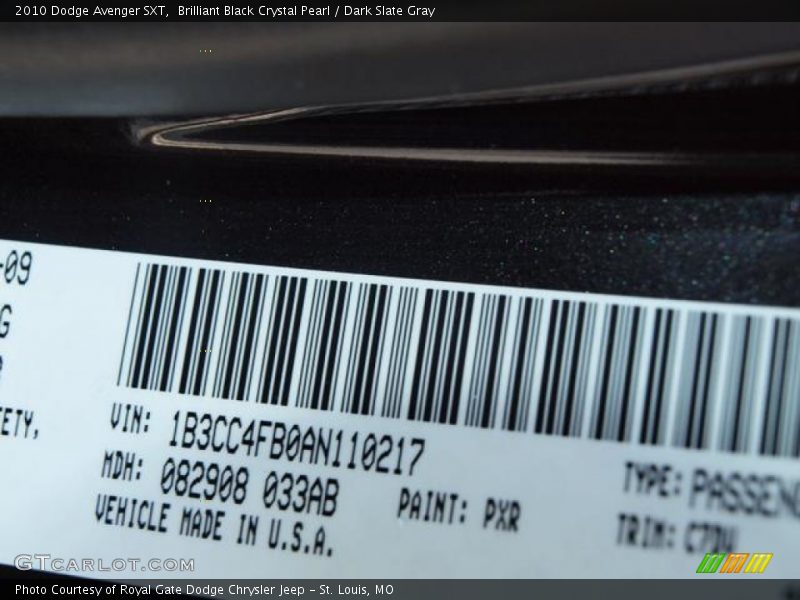 2010 Dodge Avenger SXT,  Brilliant Black Crystal Pearl / Dark Slate Gray
-09
G
ETY,
VIN: 1B3CC4FB0AN110217
MDH: 082908 033AB
PAINT: PXR
VEHICLE MADE IN U.S.A.
TYPE: PASSEN
TRIM:
GTCARLOT.COM
Photo Courtesy of Royal Gate Dodge Chrysler Jeep – St. Louis, MO